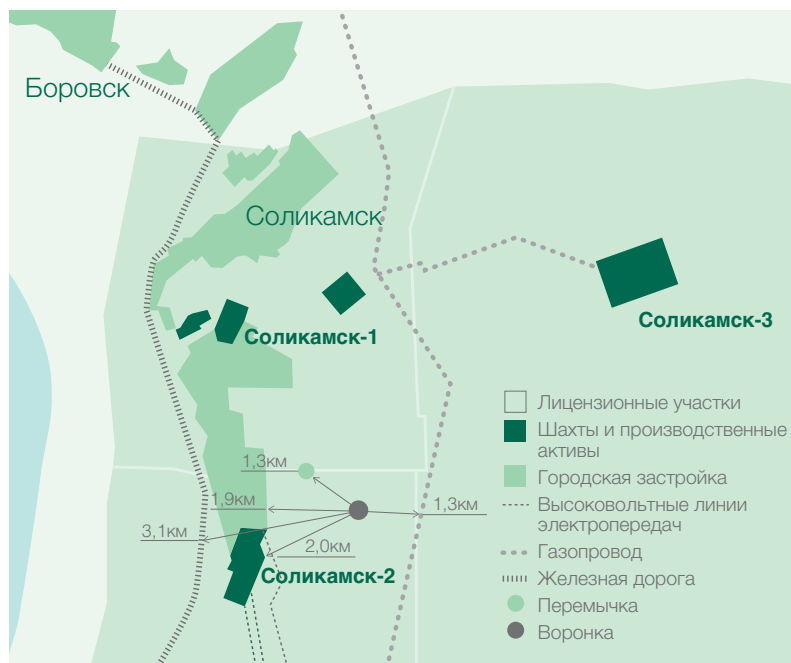 Боровск
Соликамск
Соликамск-1
Соликамск-3
Лицензионные участки
Шахты и производственные
активы
Городская застройка
Высоковольтные линии
электропередач
Газопровод
Железная дорога
Перемычка
Воронка
1,3км
1,9км
1,3км
3,1км
2,0км
Соликамск-2